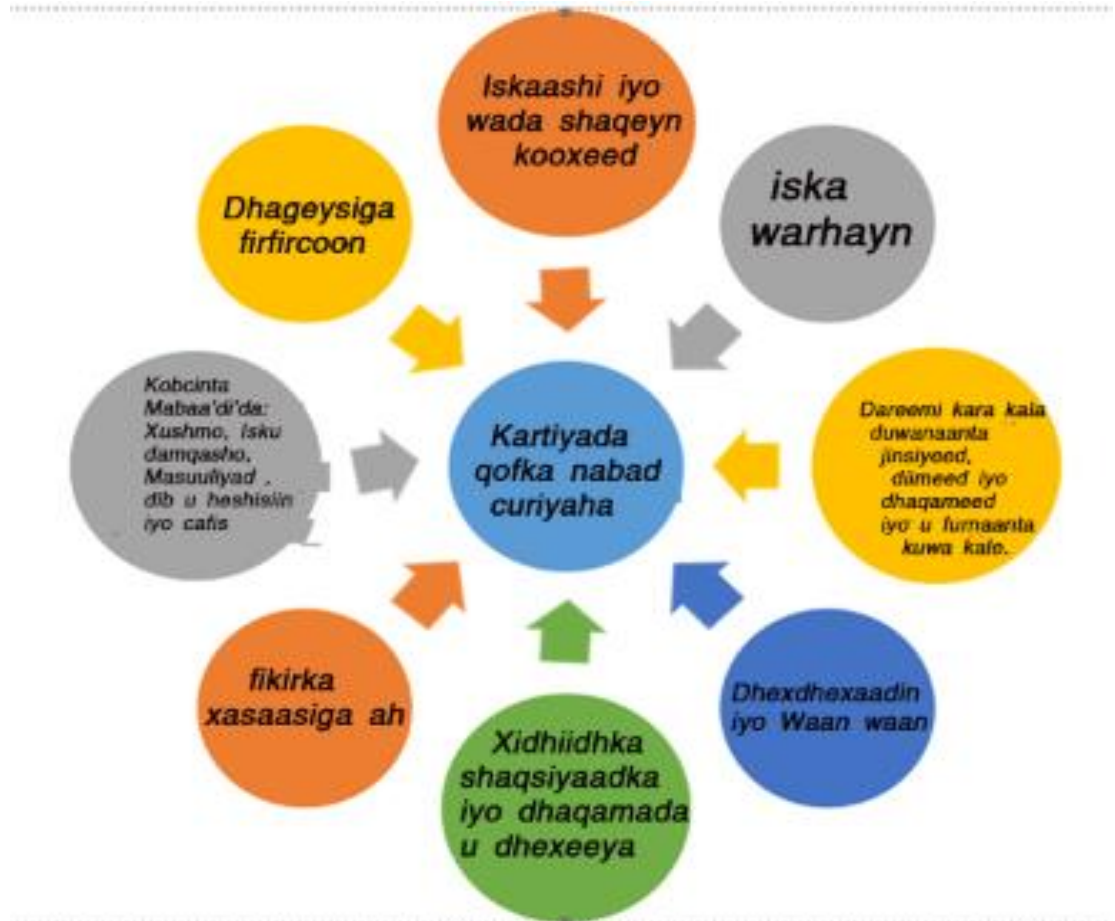 Iskaashi iyo
wada shaqeyn
kooxeed
iska
warhayn
Dareemi kara kala
duwanaanta
jinsiyeed,
diimeed iyo
dhaqameed
iyo u furnaanta
kuwa kale.
Dhexdhexaadin
iyo Waan waan
Xidhiidhka
shaqsiyaadka
iyo dhaqamada
u dhexeeya
fikirka
xasaasiga ah
Kobcinta
Mabaa'di'da:
Xushmo, Isku
damqasho,
Masuuliyad ,
dib u heshisiin
iyo cafis
Dhageysiga
firfircoon
Kartiyada
qofka nabad
curiyaha